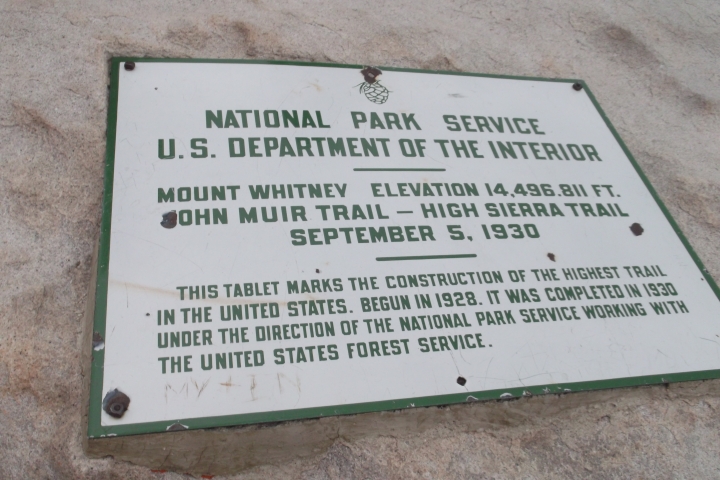 NATIONAL PARK SERVICE
U.S. DEPARTMENT OF THE INTERIOR
MOUNT WHITNEY ELEVATION 14,496.811 FT.
JOHN MUIR TRAIL — HIGH SIERRA TRAIL
SEPTEMBER 5, 1930
THIS TABLET MARKS THE CONSTRUCTION OF THE HIGHEST TRAIL
IN THE UNITED STATES. BEGUN IN 1928. IT WAS COMPLETED IN 1930
UNDER THE DIRECTION OF THE NATIONAL PARK SERVICE WORKING WITH
THE UNITED STATES FOREST SERVICE.